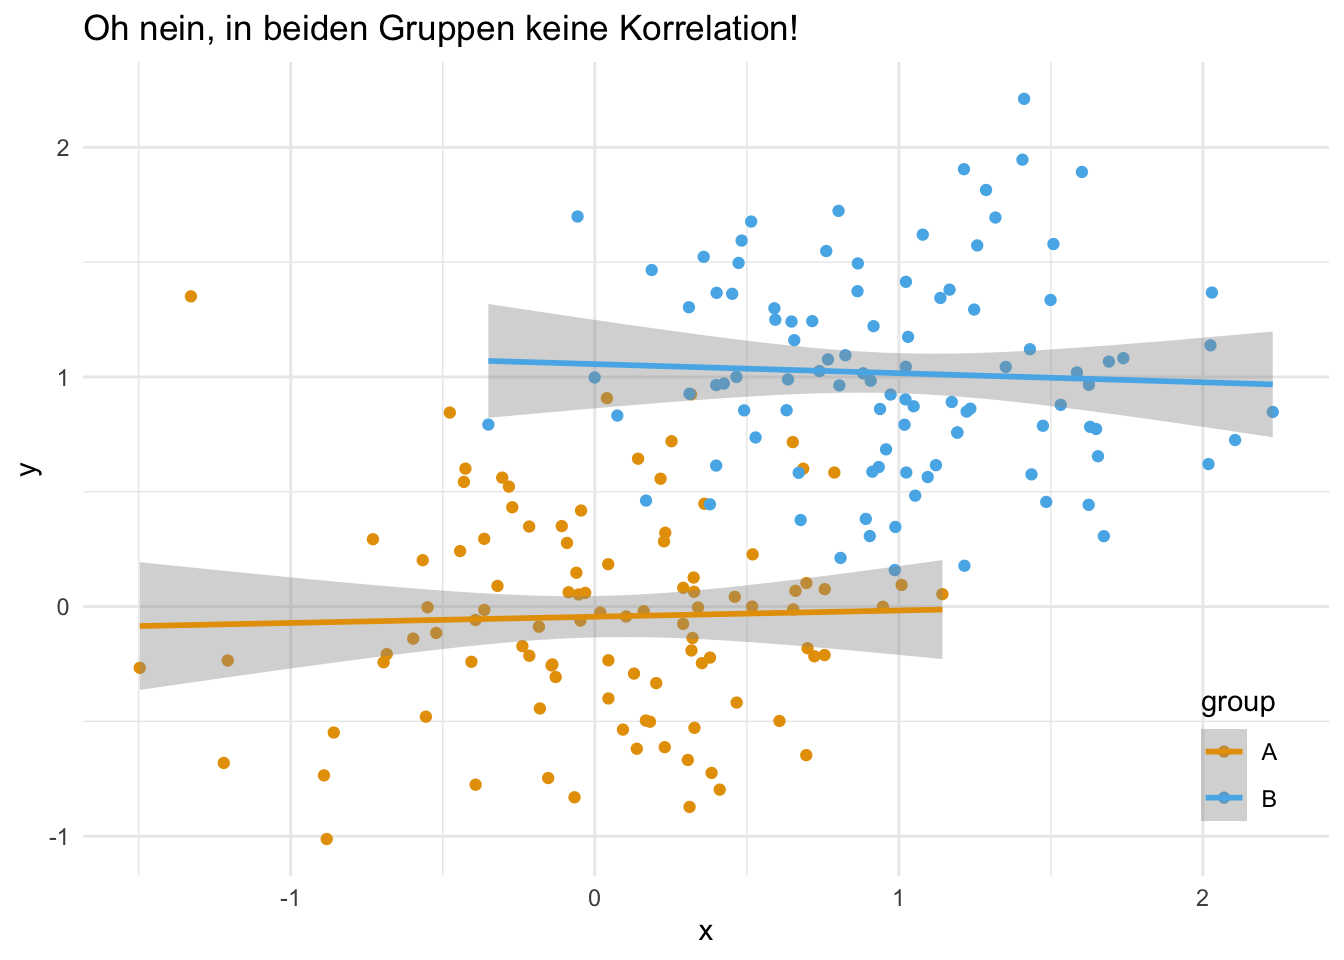 Oh nein, in beiden Gruppen keine Korrelation!
2
1
0
-1
y
-1 0 1 2
x
group
A
B